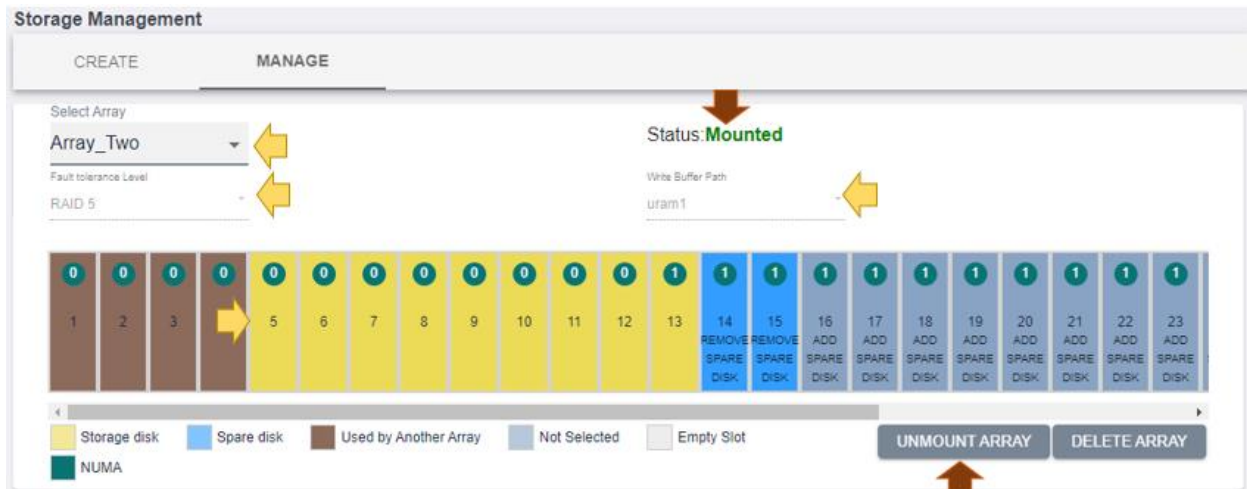 Storage Management
CREATE MANAGE
Select Array
Array_Two
Status:Mounted
Fault tolerance Level
RAID 5
Write Buffer Path
uram1
0 0 0 0 0 0 0 0 0 0 0 0 1 1 1 1 1 1 1 1 1 1 1
1 2 3 5 6 7 8 9 10 11 12 13 14 15 16 17 18 19 20 21 22 23
REMOVE REMOVE ADD ADD ADD ADD ADD ADD ADD ADD
SPARE SPARE SPARE SPARE SPARE SPARE SPARE SPARE SPARE SPARE
DISK DISK DISK DISK DISK DISK DISK DISK DISK DISK
Storage disk Spare disk Used by Another Array Not Selected Empty Slot
UNMOUNT ARRAY DELETE ARRAY
NUMA